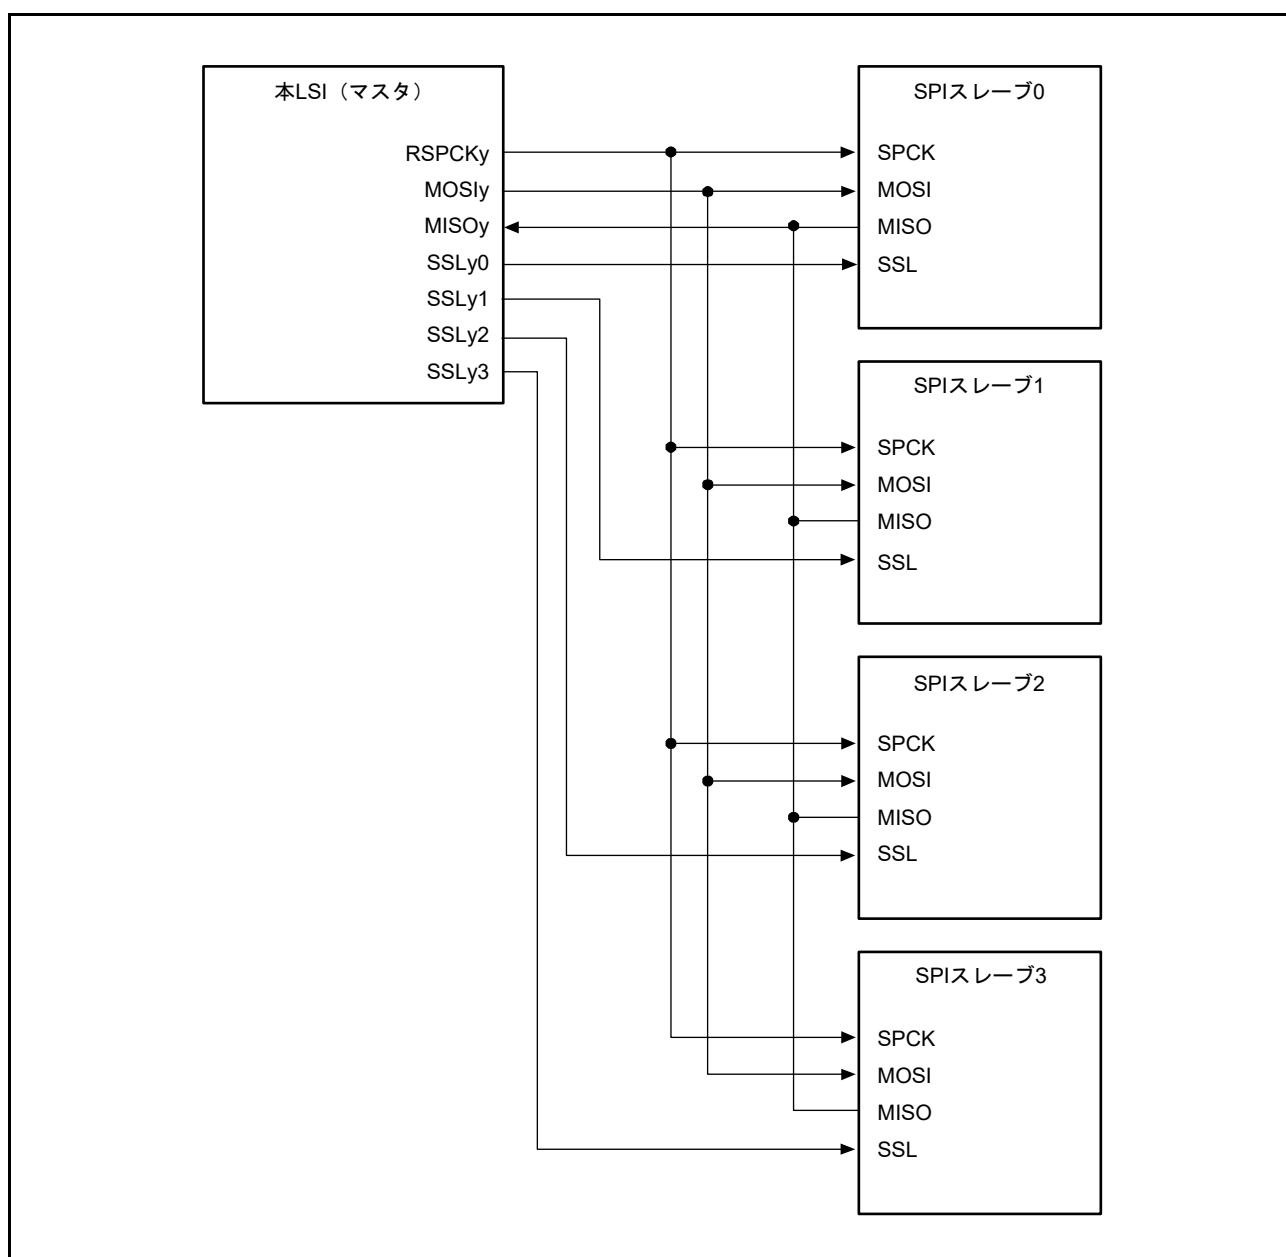 本LSI（マスタ）
RSPCKy
MOSIy
MISOy
SSLy0
SSLy1
SSLy2
SSLy3
SPIスレーブ0
SPCK
MOSI
MISO
SSL
SPIスレーブ1
SPCK
MOSI
MISO
SSL
SPIスレーブ2
SPCK
MOSI
MISO
SSL
SPIスレーブ3
SPCK
MOSI
MISO
SSL